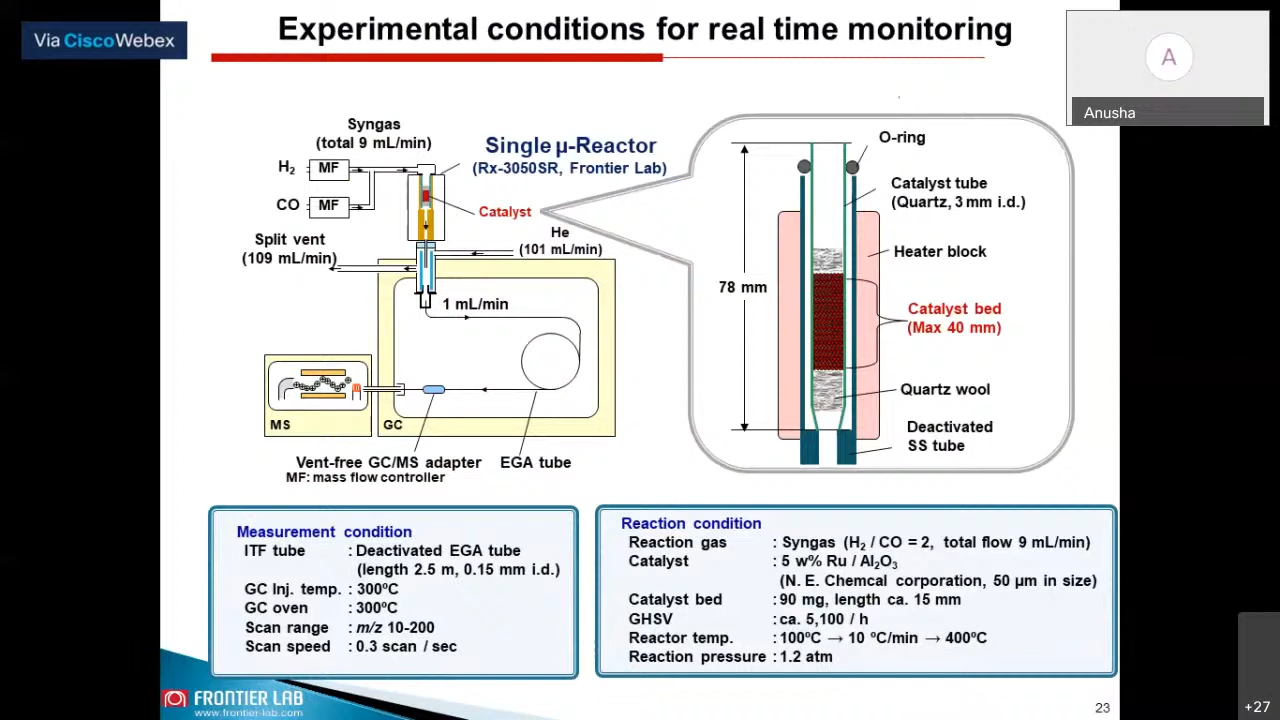 Experimental conditions for real time monitoring
Via CiscoWebex
A
Anusha
Syngas
(total 9 mL/min)
H₂
MF
CO
MF
Single µ-Reactor
(Rx-3050SR, Frontier Lab)
Catalyst
He
(101 mL/min)
Split vent
(109 mL/min)
1 mL/min
MS
GC
Vent-free GC/MS adapter
EGA tube
MF: mass flow controller
O-ring
Catalyst tube
(Quartz, 3 mm i.d.)
Heater block
78 mm
Catalyst bed
(Max 40 mm)
Quartz wool
Deactivated
SS tube
Measurement condition
ITF tube : Deactivated EGA tube
(length 2.5 m, 0.15 mm i.d.)
GC Inj. temp. : 300ºC
GC oven : 300ºC
Scan range : m/z 10-200
Scan speed : 0.3 scan / sec
Reaction condition
Reaction gas : Syngas (H₂ / CO = 2, total flow 9 mL/min)
Catalyst : 5 w% Ru / Al₂O₃
(N. E. Chemcal corporation, 50 µm in size)
Catalyst bed : 90 mg, length ca. 15 mm
GHSV : ca. 5,100 / h
Reactor temp. : 100ºC → 10 ºC/min → 400ºC
Reaction pressure : 1.2 atm
FRONTIER LAB
www.frontier-lab.com
23
+27